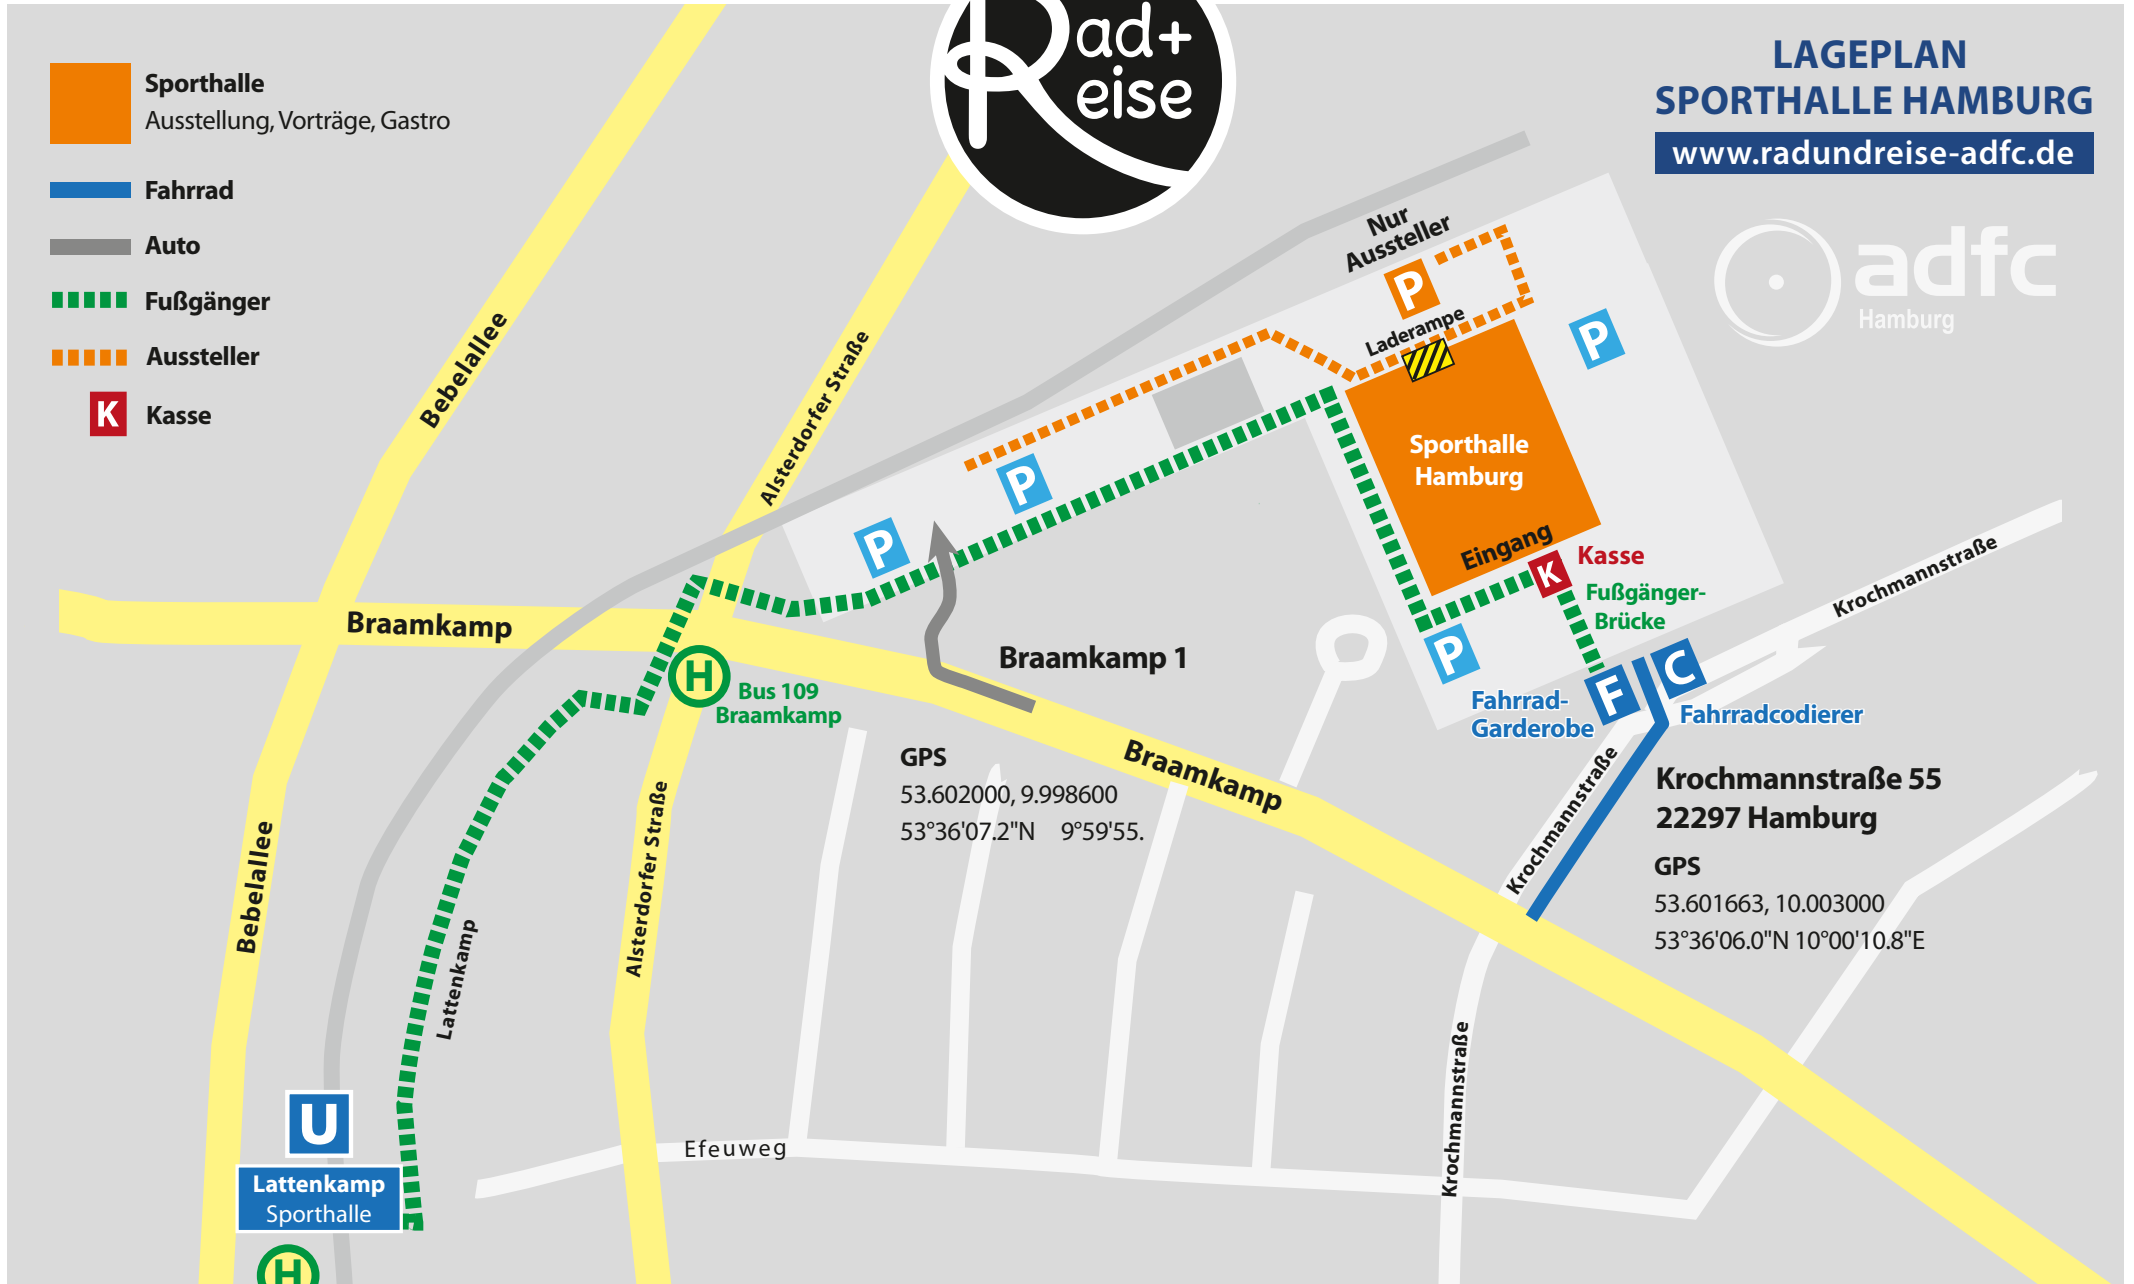 Rad+
Reise
LAGEPLAN
SPORTHALLE HAMBURG
www.radundreise-adfc.de
adfc
Hamburg
Sporthalle
Ausstellung, Vorträge, Gastro
Fahrrad
Auto
Fußgänger
Aussteller
K
Kasse
Bebelallee
Alsterdorfer Straße
Nur
Aussteller
P
Laderampe
P
Sporthalle
Hamburg
P
P
Eingang
K
Kasse
Fußgänger-
Brücke
Krochmannstraße
Braamkamp
Braamkamp 1
P
H
Bus 109
Braamkamp
F
C
Fahrrad-
Garderobe
Fahrradcodierer
GPS
53.602000, 9.998600
53°36'07.2"N 9°59'55.
Braamkamp
Krochmannstraße
Krochmannstraße 55
22297 Hamburg
GPS
53.601663, 10.003000
53°36'06.0"N 10°00'10.8"E
Bebelallee
Alsterdorfer Straße
Lattenkamp
Krochmannstraße
U
Lattenkamp
Sporthalle
Efeuweg
H